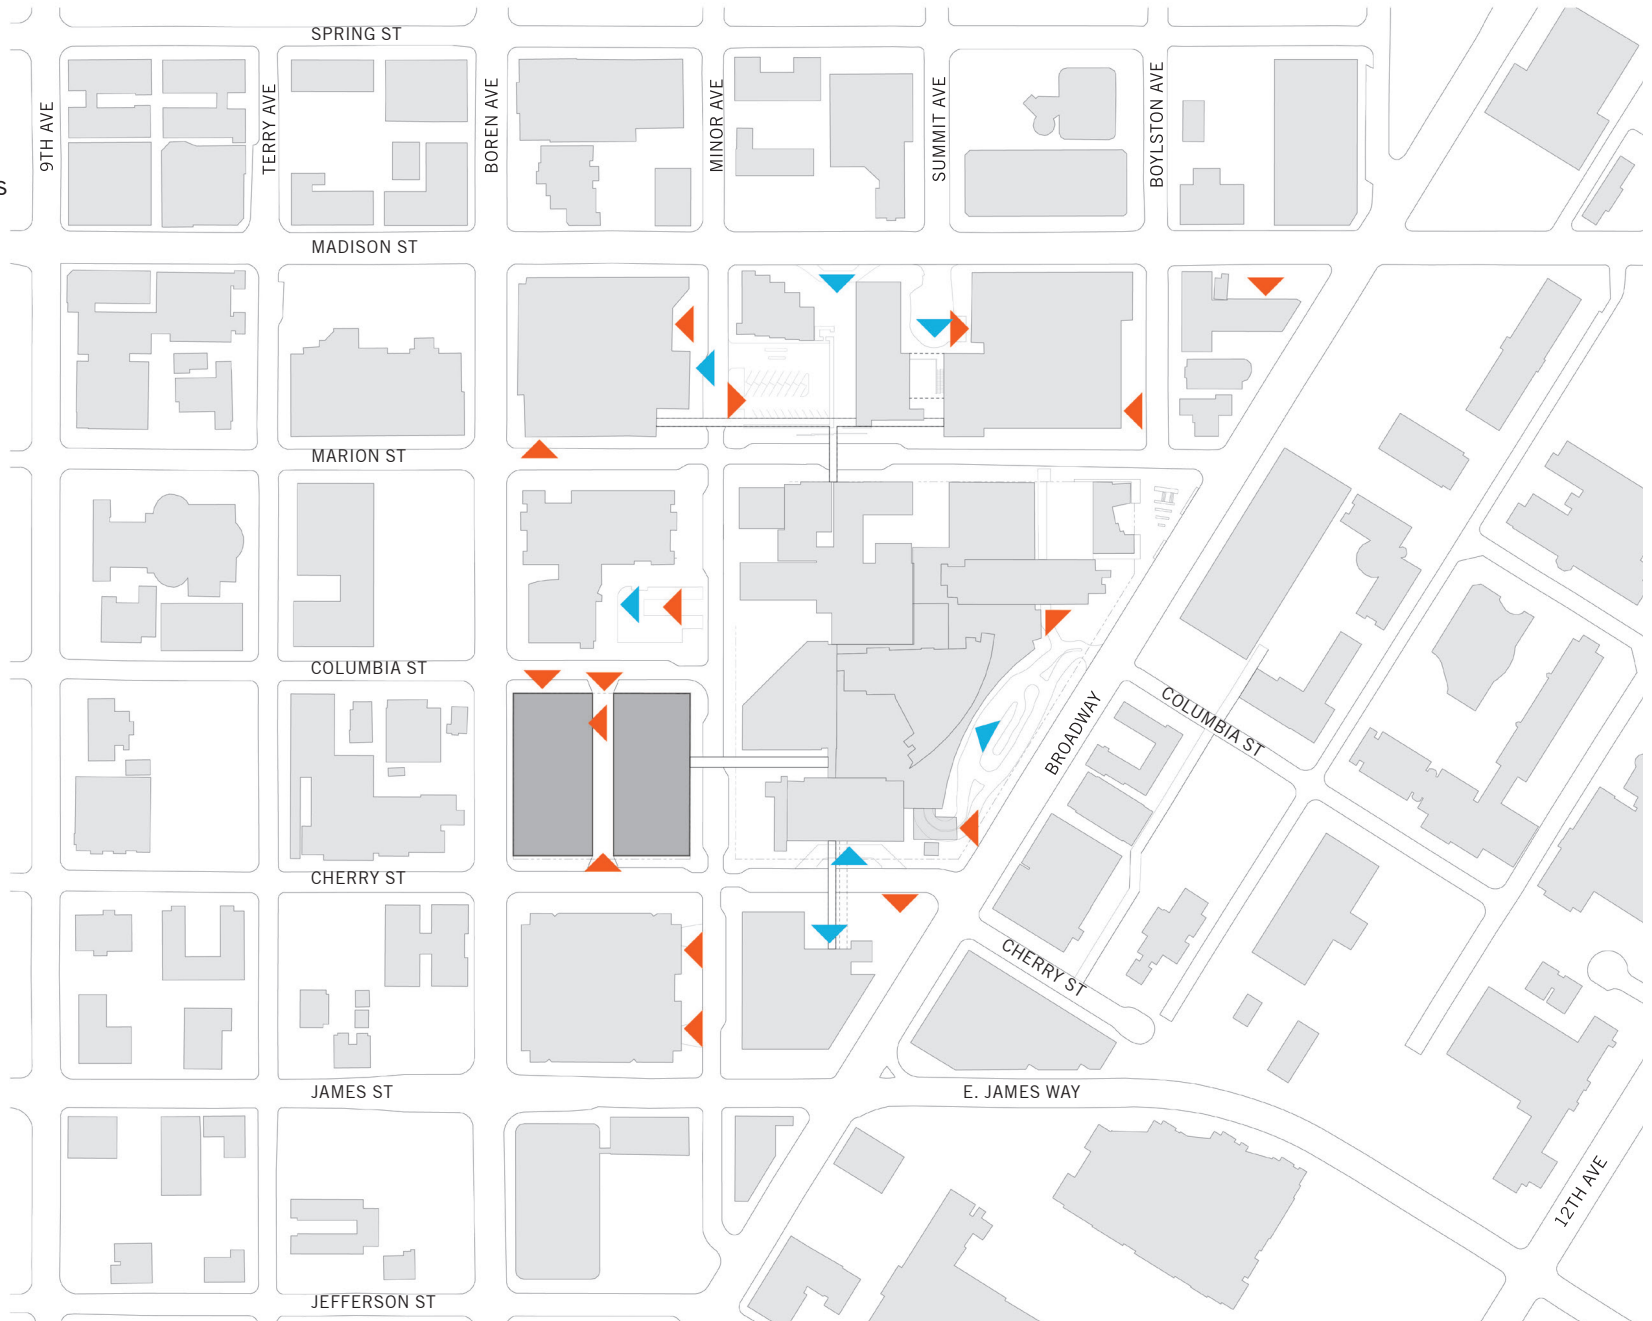 SPRING ST
9TH AVE
TERRY AVE
BOREN AVE
MINOR AVE
SUMMIT AVE
BOYLSTON AVE
S
MADISON ST
MARION ST
COLUMBIA ST
BROADWAY
COLUMBIA ST
CHERRY ST
CHERRY ST
JAMES ST
E. JAMES WAY
12TH AVE
JEFFERSON ST